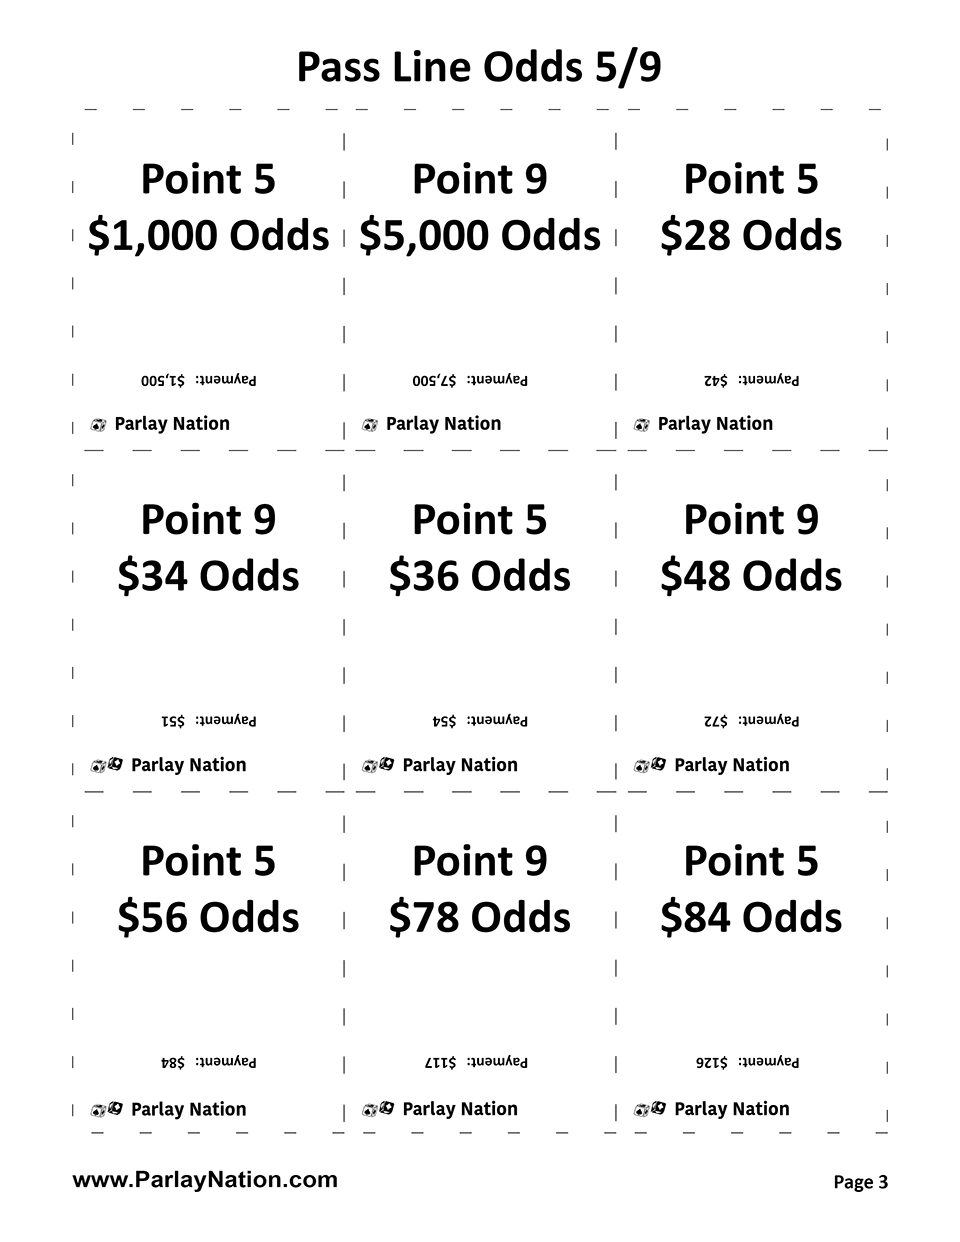 Pass Line Odds 5/9
Point 5
$1,000 Odds
Payment: $1,500
Parlay Nation
Point 9
$5,000 Odds
Payment: $7,500
Parlay Nation
Point 5
$28 Odds
Payment: $42
Parlay Nation
Point 9
$34 Odds
Payment: $51
Parlay Nation
Point 5
$36 Odds
Payment: $54
Parlay Nation
Point 9
$48 Odds
Payment: $72
Parlay Nation
Point 5
$56 Odds
Payment: $84
Parlay Nation
Point 9
$78 Odds
Payment: $117
Parlay Nation
Point 5
$84 Odds
Payment: $126
Parlay Nation
www.ParlayNation.com
Page 3